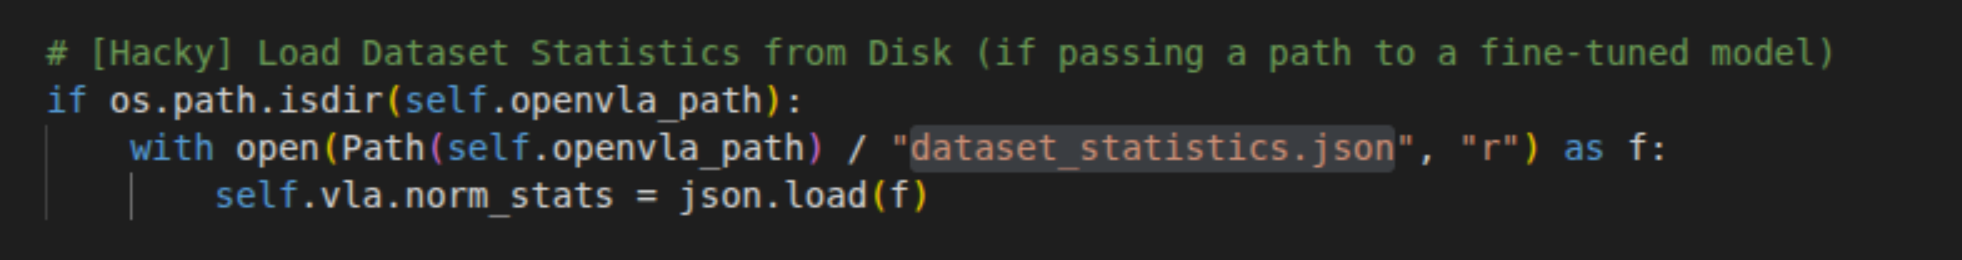 # [Hacky] Load Dataset Statistics from Disk (if passing a path to a fine-tuned model)
if os.path.isdir(self.openvla_path):
    with open(Path(self.openvla_path) / "dataset_statistics.json", "r") as f:
        self.vla.norm_stats = json.load(f)